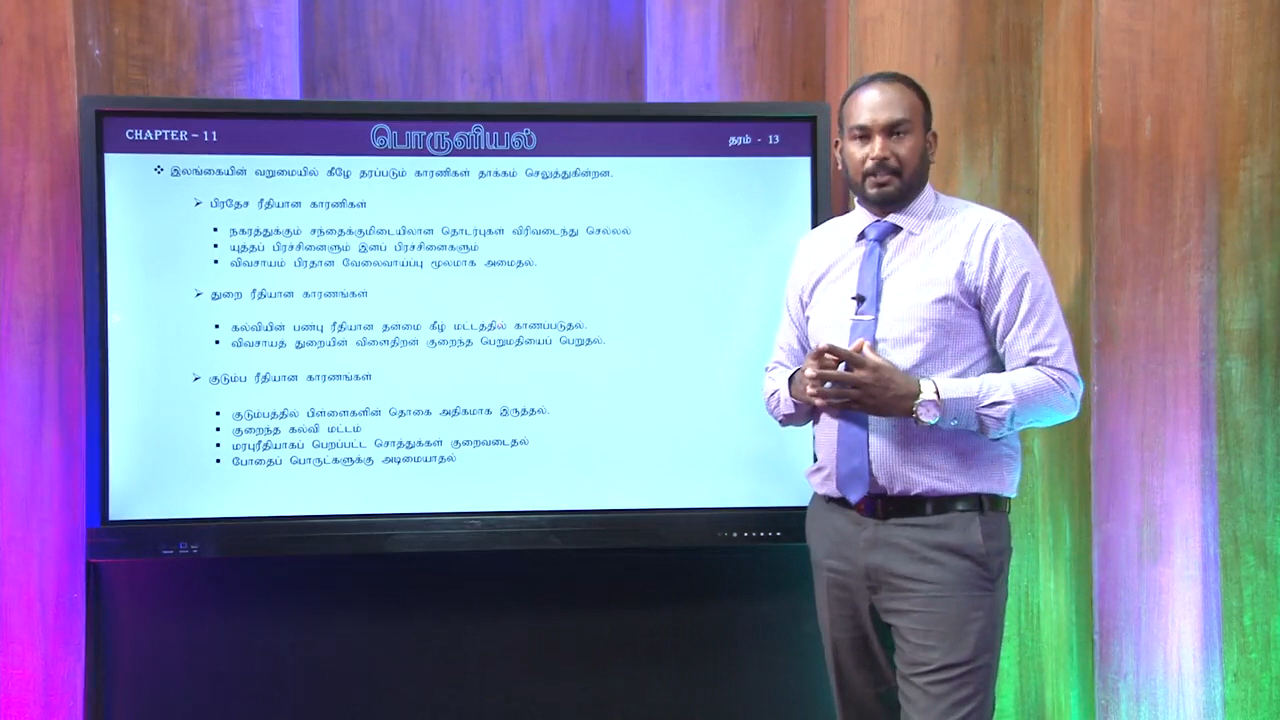 CHAPTER – 11
பொருளியல்
தரம் - 13
❖ இலங்கையின் வறுமையில் கீழே தரப்படும் காரணிகள் தாக்கம் செலுத்துகின்றன.
➢ பிரதேச ரீதியான காரணிகள்
▪ நகரத்துக்கும் சந்தைக்குமிடையிலான தொடர்புகள் விரிவடைந்து செல்லல்
▪ யுத்தப் பிரச்சினைளும் இனப் பிரச்சினைகளும்
▪ விவசாயம் பிரதான வேலைவாய்ப்பு மூலமாக அமைதல்.
➢ துறை ரீதியான காரணங்கள்
▪ கல்வியின் பண்பு ரீதியான தன்மை கீழ் மட்டத்தில் காணப்படுதல்.
▪ விவசாயத் துறையின் விளைதிறன் குறைந்த பெறுமதியைப் பெறுதல்.
➢ குடும்ப ரீதியான காரணங்கள்
▪ குடும்பத்தில் பிள்ளைகளின் தொகை அதிகமாக இருத்தல்.
▪ குறைந்த கல்வி மட்டம்
▪ மரபுரீதியாகப் பெறப்பட்ட சொத்துக்கள் குறைவடைதல்
▪ போதைப் பொருட்களுக்கு அடிமையாதல்